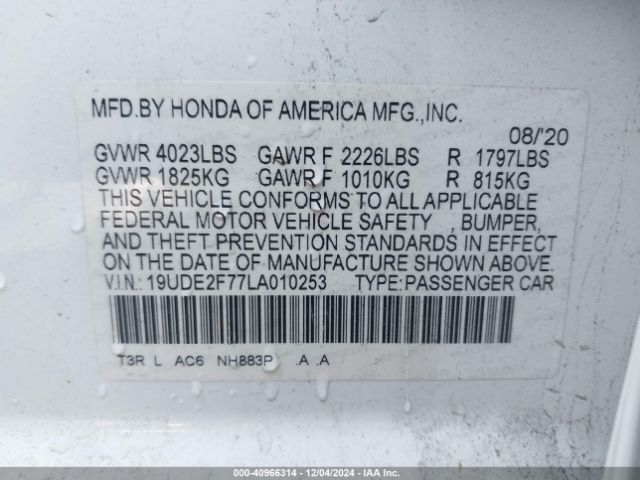 MFD.BY HONDA OF AMERICA MFG.,INC.
08/'20
GVWR 4023LBS GAWR F 2226LBS R 1797LBS
GVWR 1825KG GAWR F 1010KG R 815KG
THIS VEHICLE CONFORMS TO ALL APPLICABLE
FEDERAL MOTOR VEHICLE SAFETY , BUMPER,
AND THEFT PREVENTION STANDARDS IN EFFECT
ON THE DATE OF MANUFACTURE SHOWN ABOVE.
V.I.N.: 19UDE2F77LA010253 TYPE:PASSENGER CAR
T3R L AC6 NH883P .A .A
000-40966314 - 12/04/2024 - IAA Inc.